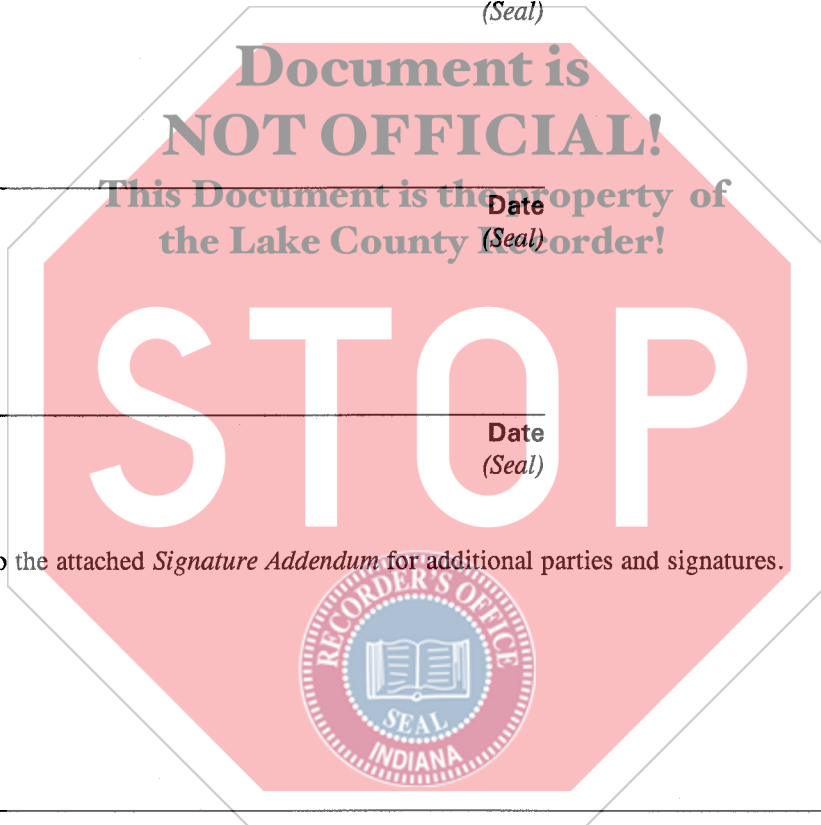 (Seal)
Document is
NOT OFFICIAL!
This Document is the property of
Date
the Lake County Recorder!
(Seal)
STOP
Date
(Seal)
the attached Signature Addendum for additional parties and signatures.
RECORDER'S OFFICE
SEAL
INDIANA